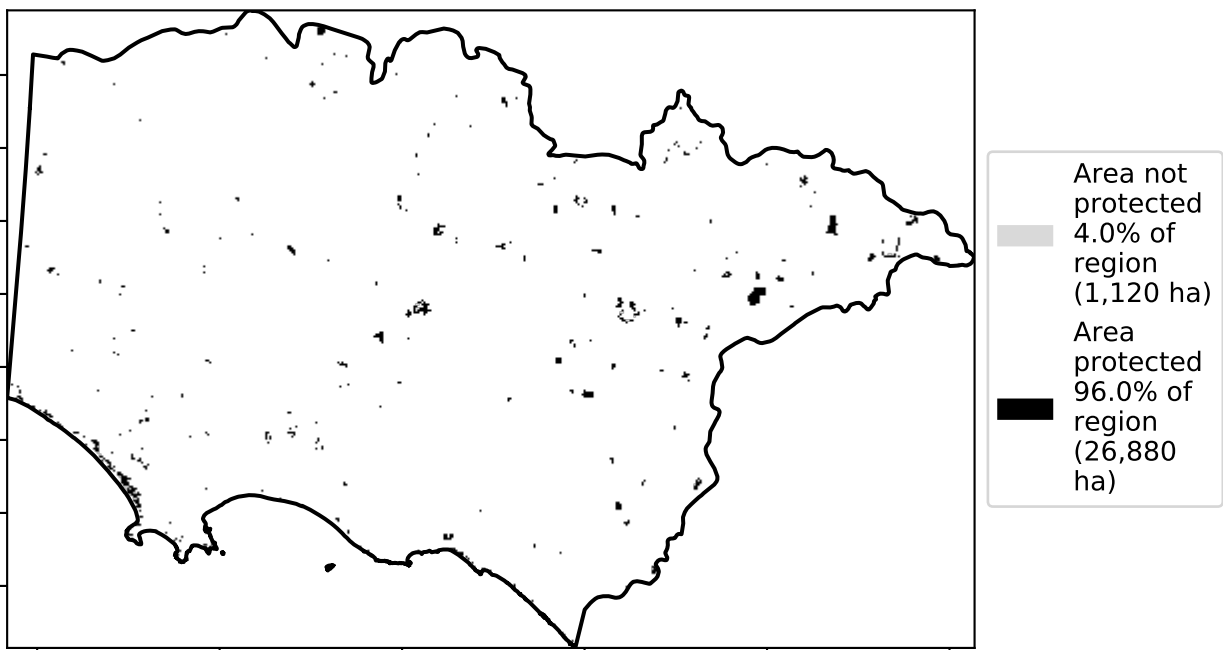 Area not
protected
4.0% of
region
(1,120 ha)
Area
protected
96.0% of
region
(26,880
ha)